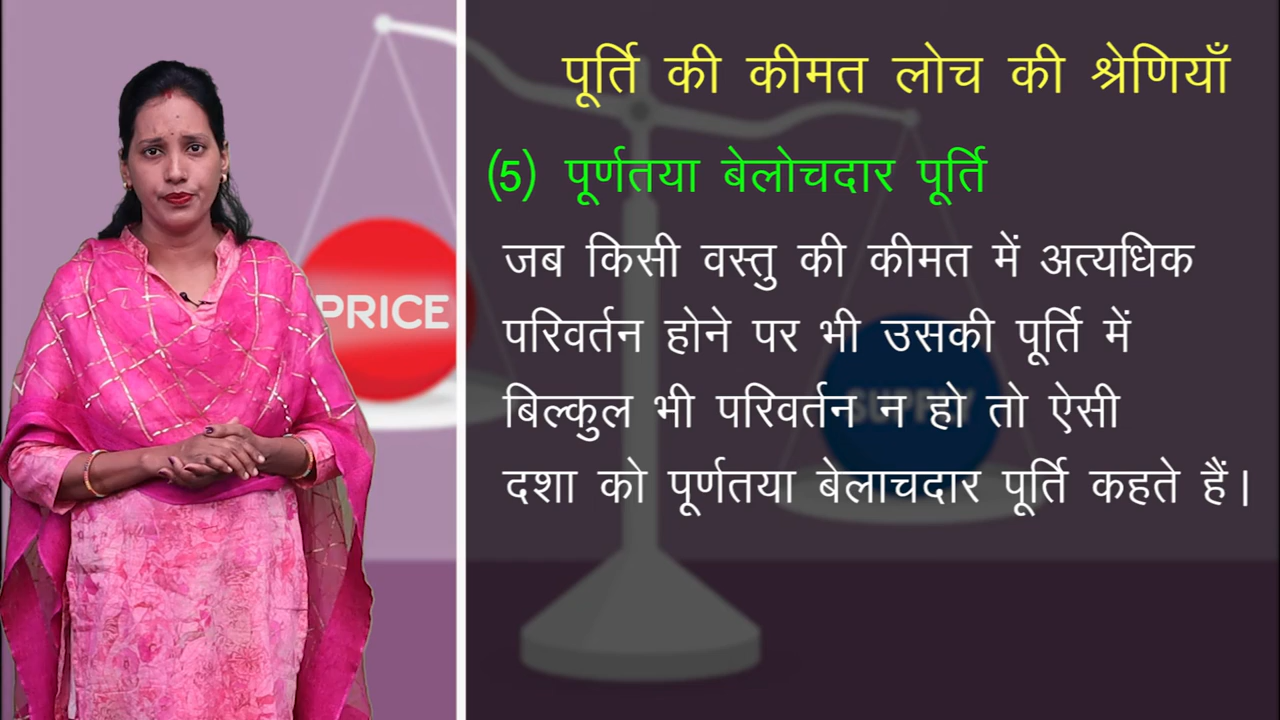 पूर्ति की कीमत लोच की श्रेणियाँ
(5) पूर्णतया बेलोचदार पूर्ति
जब किसी वस्तु की कीमत में अत्यधिक
परिवर्तन होने पर भी उसकी पूर्ति में
बिल्कुल भी परिवर्तन न हो तो ऐसी
दशा को पूर्णतया बेलाचदार पूर्ति कहते हैं।
PRICE
SUPPLY